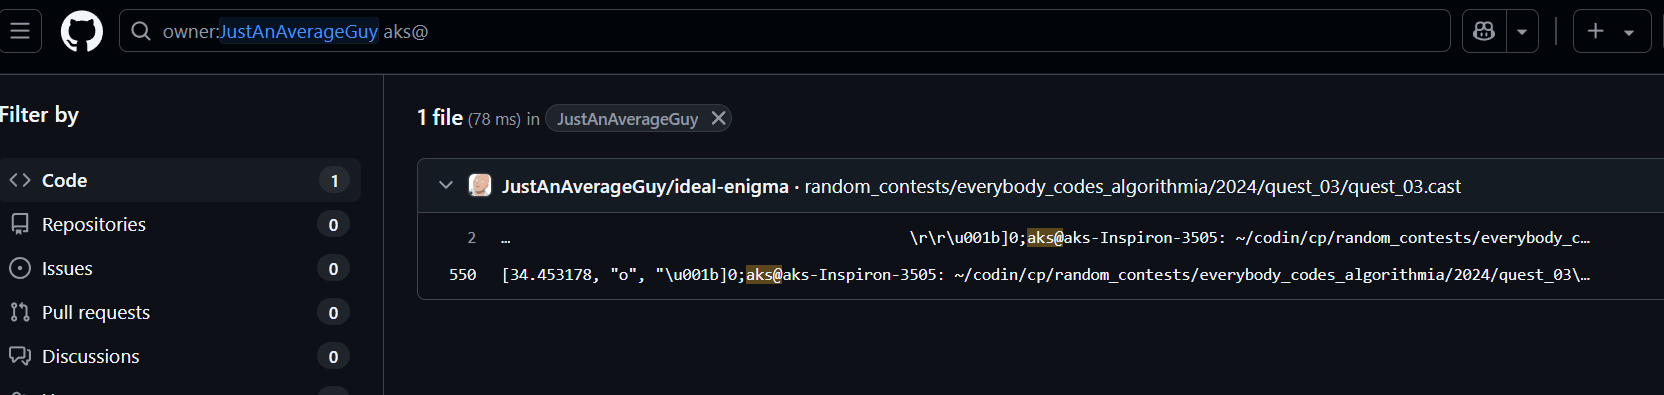 owner:JustAnAverageGuy aks@
Filter by
1 file (78 ms) in JustAnAverageGuy
Code 1
JustAnAverageGuy/ideal-enigma · random_contests/everybody_codes_algorithmia/2024/quest_03/quest_03.cast
Repositories 0
2 … \r\r\u001b]0;aks@aks-Inspiron-3505: ~/codin/cp/random_contests/everybody_c…
Issues 0
550 [34.453178, "o", "\u001b]0;aks@aks-Inspiron-3505: ~/codin/cp/random_contests/everybody_codes_algorithmia/2024/quest_03\…
Pull requests 0
Discussions 0